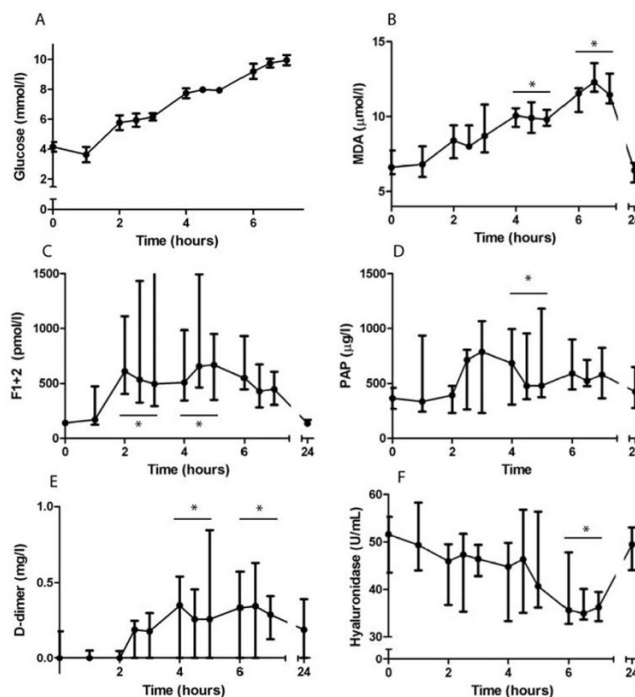 A
Glucose (mmol/l)
10
8
6
4
2
0
0 2 4 6
Time (hours)
B
MDA (μmol/l)
15
10
5
*
*
0 2 4 6
Time (hours)
C
F1+2 (pmol/l)
1500
1000
500
0
*
*
0 2 4 6 24
Time (hours)
D
PAP (μg/l)
1500
1000
500
0
*
0 2 4 6
Time
E
D-dimer (mg/l)
1.0
0.5
0.0
*
*
0 2 4 6 24
Time (hours)
F
Hyaluronidase (U/mL)
60
50
40
30
0
*
0 2 4 6 24
Time (hours)